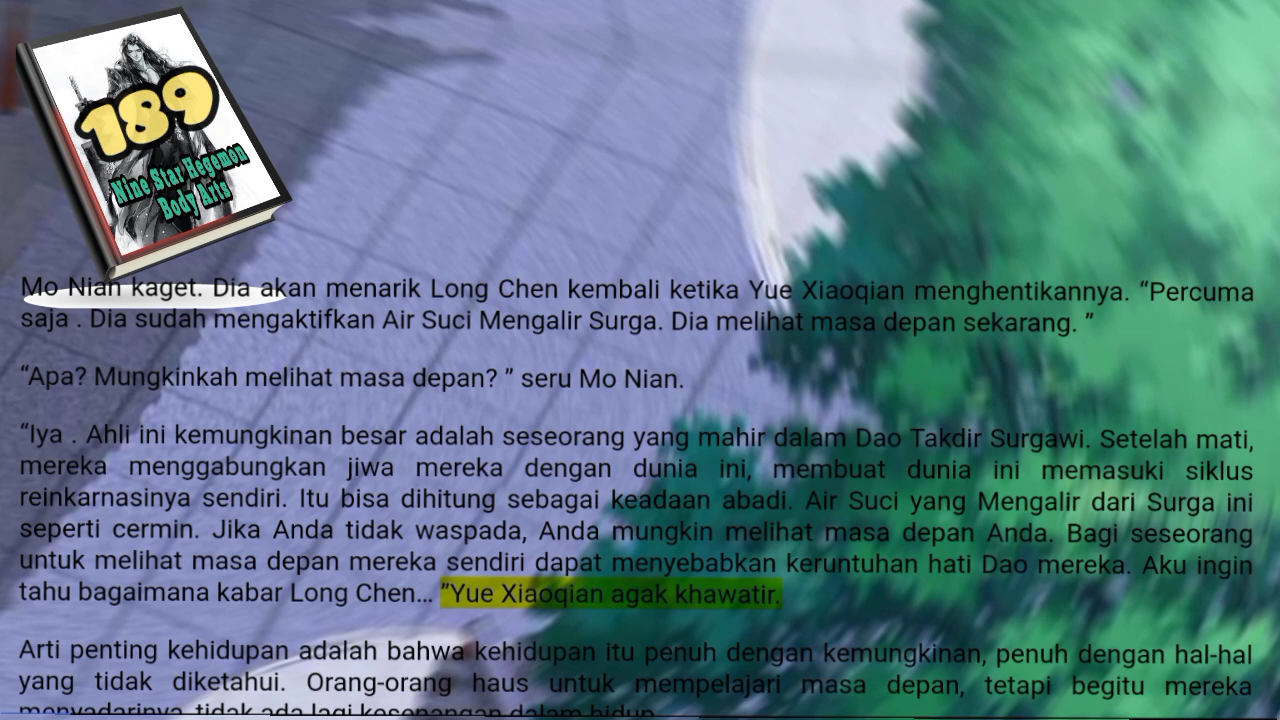 189
Nine Star Hegemon
Body Arts
Mo Nian kaget. Dia akan menarik Long Chen kembali ketika Yue Xiaoqian menghentikannya. “Percuma
saja . Dia sudah mengaktifkan Air Suci Mengalir Surga. Dia melihat masa depan sekarang. ”
“Apa? Mungkinkah melihat masa depan? ” seru Mo Nian.
“Iya . Ahli ini kemungkinan besar adalah seseorang yang mahir dalam Dao Takdir Surgawi. Setelah mati,
mereka menggabungkan jiwa mereka dengan dunia ini, membuat dunia ini memasuki siklus
reinkarnasinya sendiri. Itu bisa dihitung sebagai keadaan abadi. Air Suci yang Mengalir dari Surga ini
seperti cermin. Jika Anda tidak waspada, Anda mungkin melihat masa depan Anda. Bagi seseorang
untuk melihat masa depan mereka sendiri dapat menyebabkan keruntuhan hati Dao mereka. Aku ingin
tahu bagaimana kabar Long Chen… ”Yue Xiaoqian agak khawatir.
Arti penting kehidupan adalah bahwa kehidupan itu penuh dengan kemungkinan, penuh dengan hal-hal
yang tidak diketahui. Orang-orang haus untuk mempelajari masa depan, tetapi begitu mereka
menyadarinya, tidak ada lagi kesenangan dalam hidup.